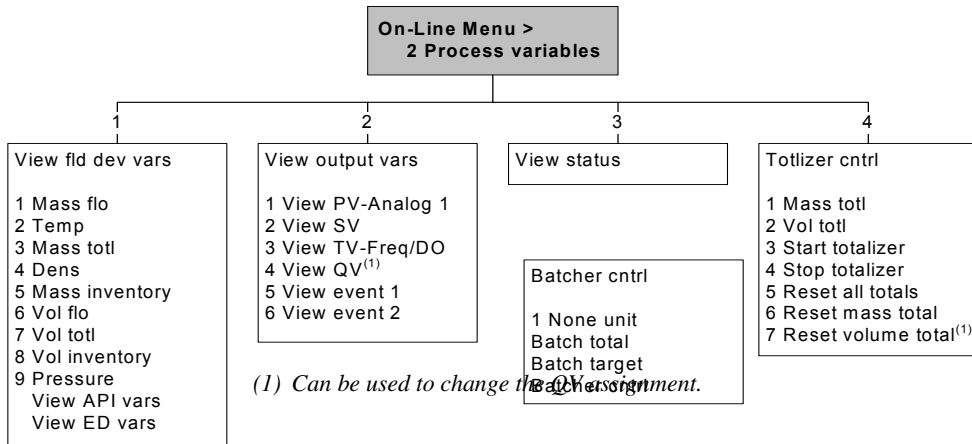 On-Line Menu >
2 Process variables
1
2
3
4
View fld dev vars
1 Mass flo
2 Temp
3 Mass totl
4 Dens
5 Mass inventory
6 Vol flo
7 Vol totl
8 Vol inventory
9 Pressure
View API vars
View ED vars
View output vars
1 View PV-Analog 1
2 View SV
3 View TV-Freq/DO
4 View QV(1)
5 View event 1
6 View event 2
View status
Batcher cntrl
1 None unit
Batch total
Batch target
Batcher cntrl
Totlizer cntrl
1 Mass totl
2 Vol totl
3 Start totalizer
4 Stop totalizer
5 Reset all totals
6 Reset mass total
7 Reset volume total(1)
(1) Can be used to change the QV assignment.